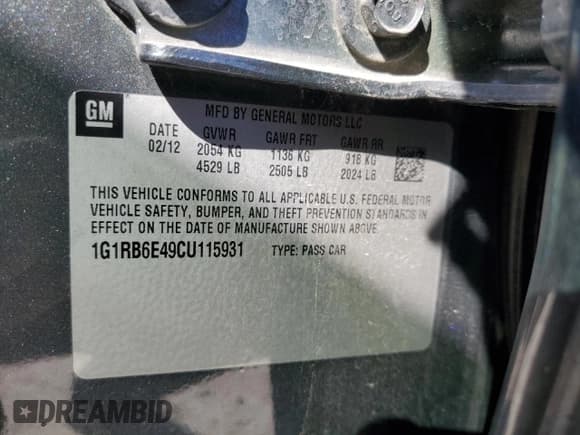 GM
MFD BY GENERAL MOTORS LLC
DATE GVWR GAWR FRT GAWR RR
02/12 2054 KG 1136 KG 918 KG
4529 LB 2505 LB 2024 LB
THIS VEHICLE CONFORMS TO ALL APPLICABLE U.S. FEDERAL MOTOR
VEHICLE SAFETY, BUMPER, AND THEFT PREVENTION STANDARDS IN
EFFECT ON THE DATE OF MANUFACTURE SHOWN ABOVE
1G1RB6E49CU115931 TYPE: PASS CAR
DREAMBID